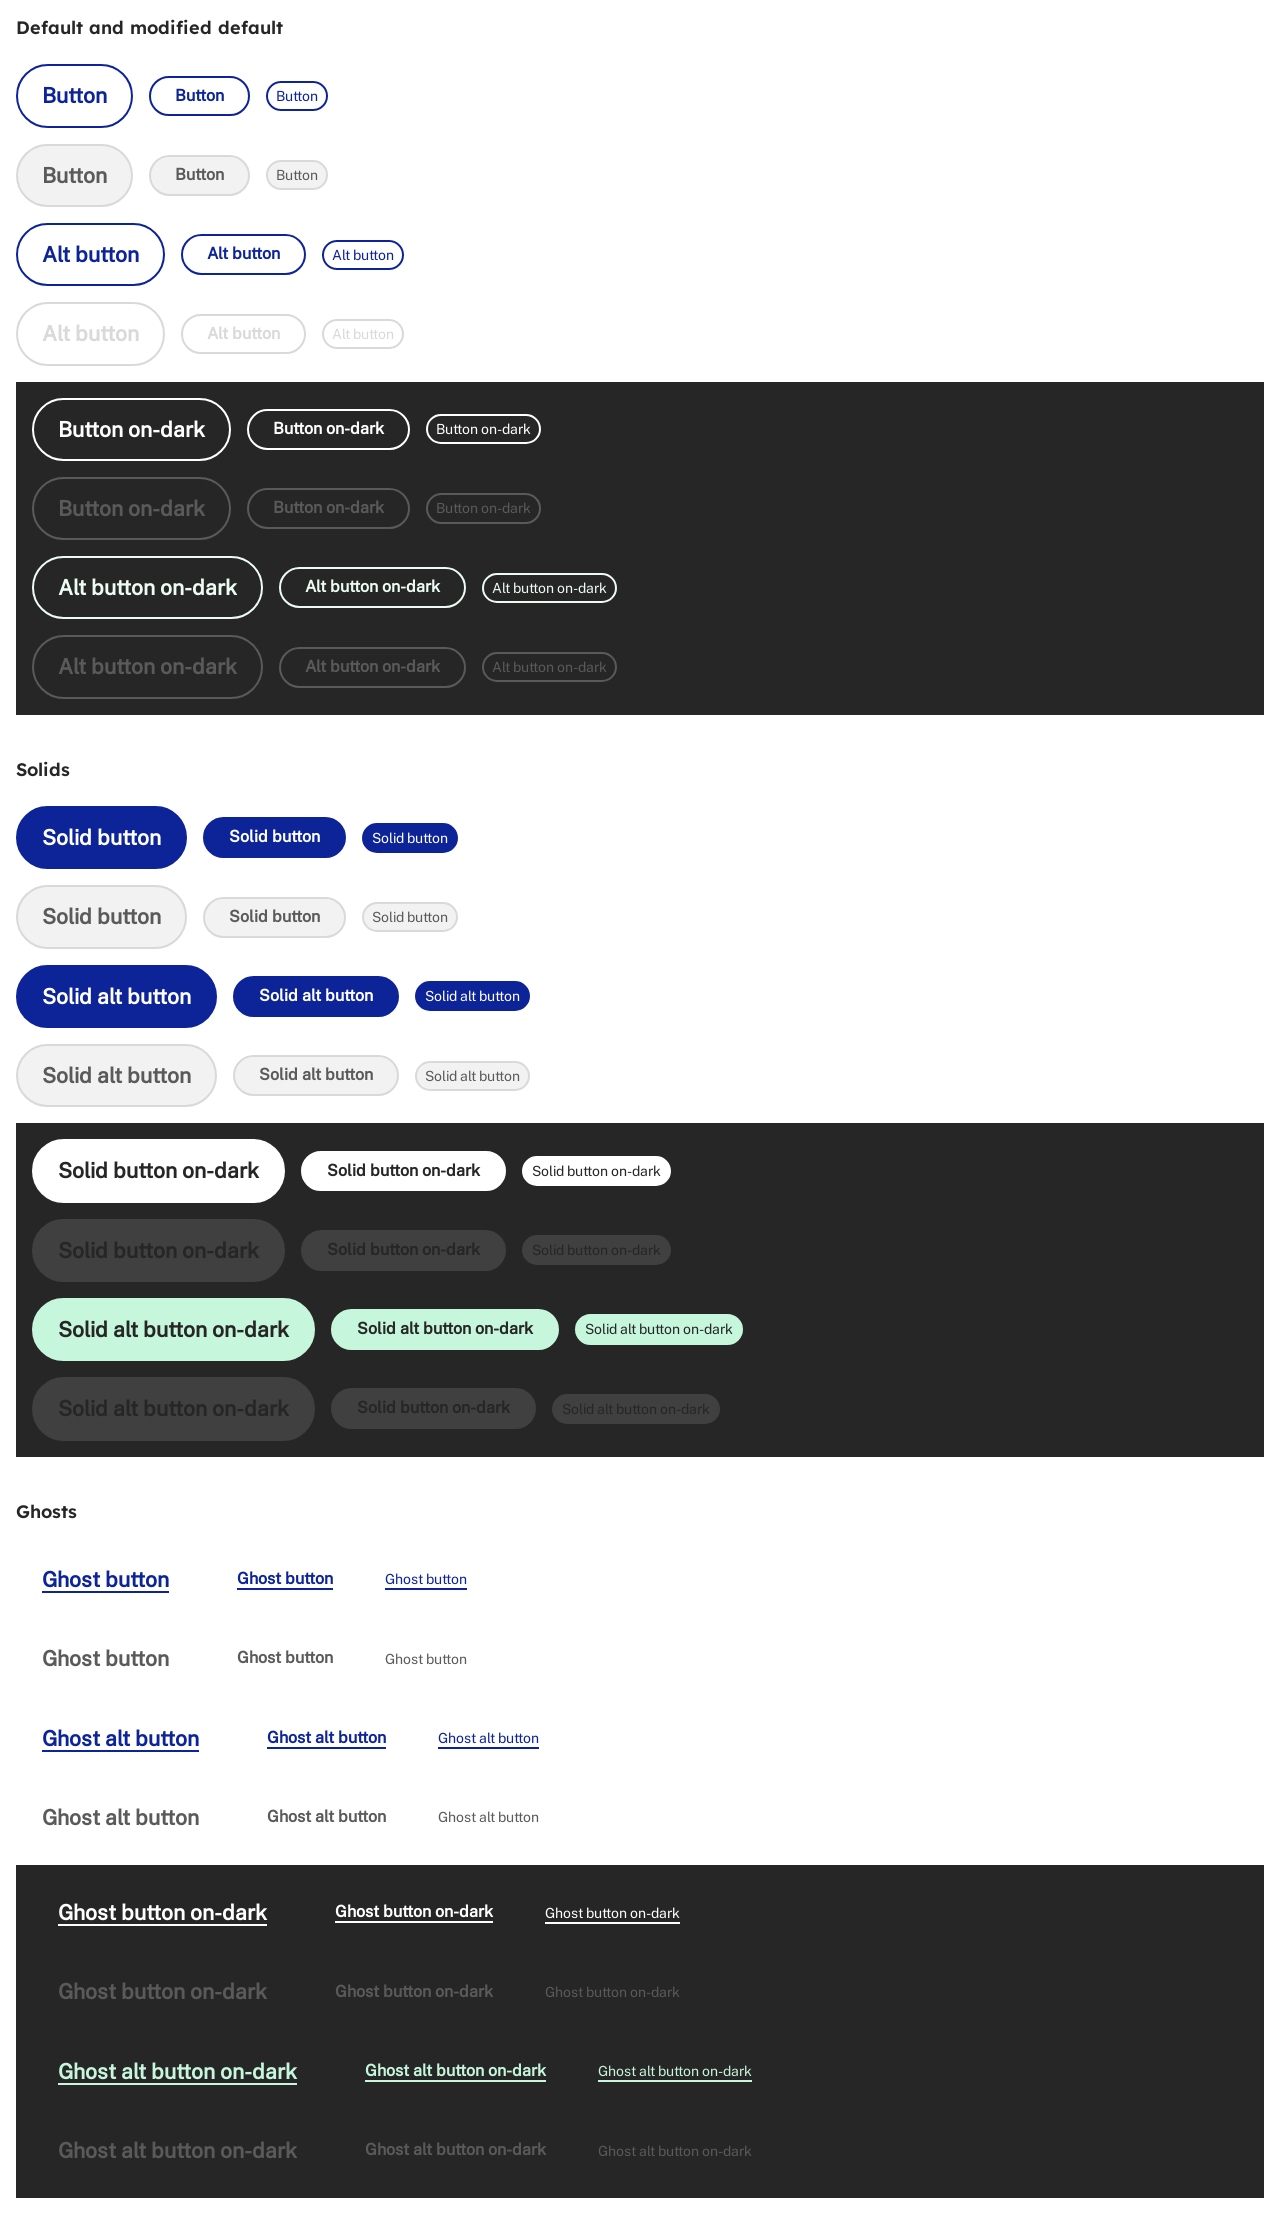 Default and modified default
Button Button Button
Button Button Button
Alt button Alt button Alt button
Alt button Alt button Alt button
Button on-dark Button on-dark Button on-dark
Button on-dark Button on-dark Button on-dark
Alt button on-dark Alt button on-dark Alt button on-dark
Alt button on-dark Alt button on-dark Alt button on-dark
Solids
Solid button Solid button Solid button
Solid button Solid button Solid button
Solid alt button Solid alt button Solid alt button
Solid alt button Solid alt button Solid alt button
Solid button on-dark Solid button on-dark Solid button on-dark
Solid button on-dark Solid button on-dark Solid button on-dark
Solid alt button on-dark Solid alt button on-dark Solid alt button on-dark
Solid alt button on-dark Solid button on-dark Solid alt button on-dark
Ghosts
Ghost button Ghost button Ghost button
Ghost button Ghost button Ghost button
Ghost alt button Ghost alt button Ghost alt button
Ghost alt button Ghost alt button Ghost alt button
Ghost button on-dark Ghost button on-dark Ghost button on-dark
Ghost button on-dark Ghost button on-dark Ghost button on-dark
Ghost alt button on-dark Ghost alt button on-dark Ghost alt button on-dark
Ghost alt button on-dark Ghost alt button on-dark Ghost alt button on-dark